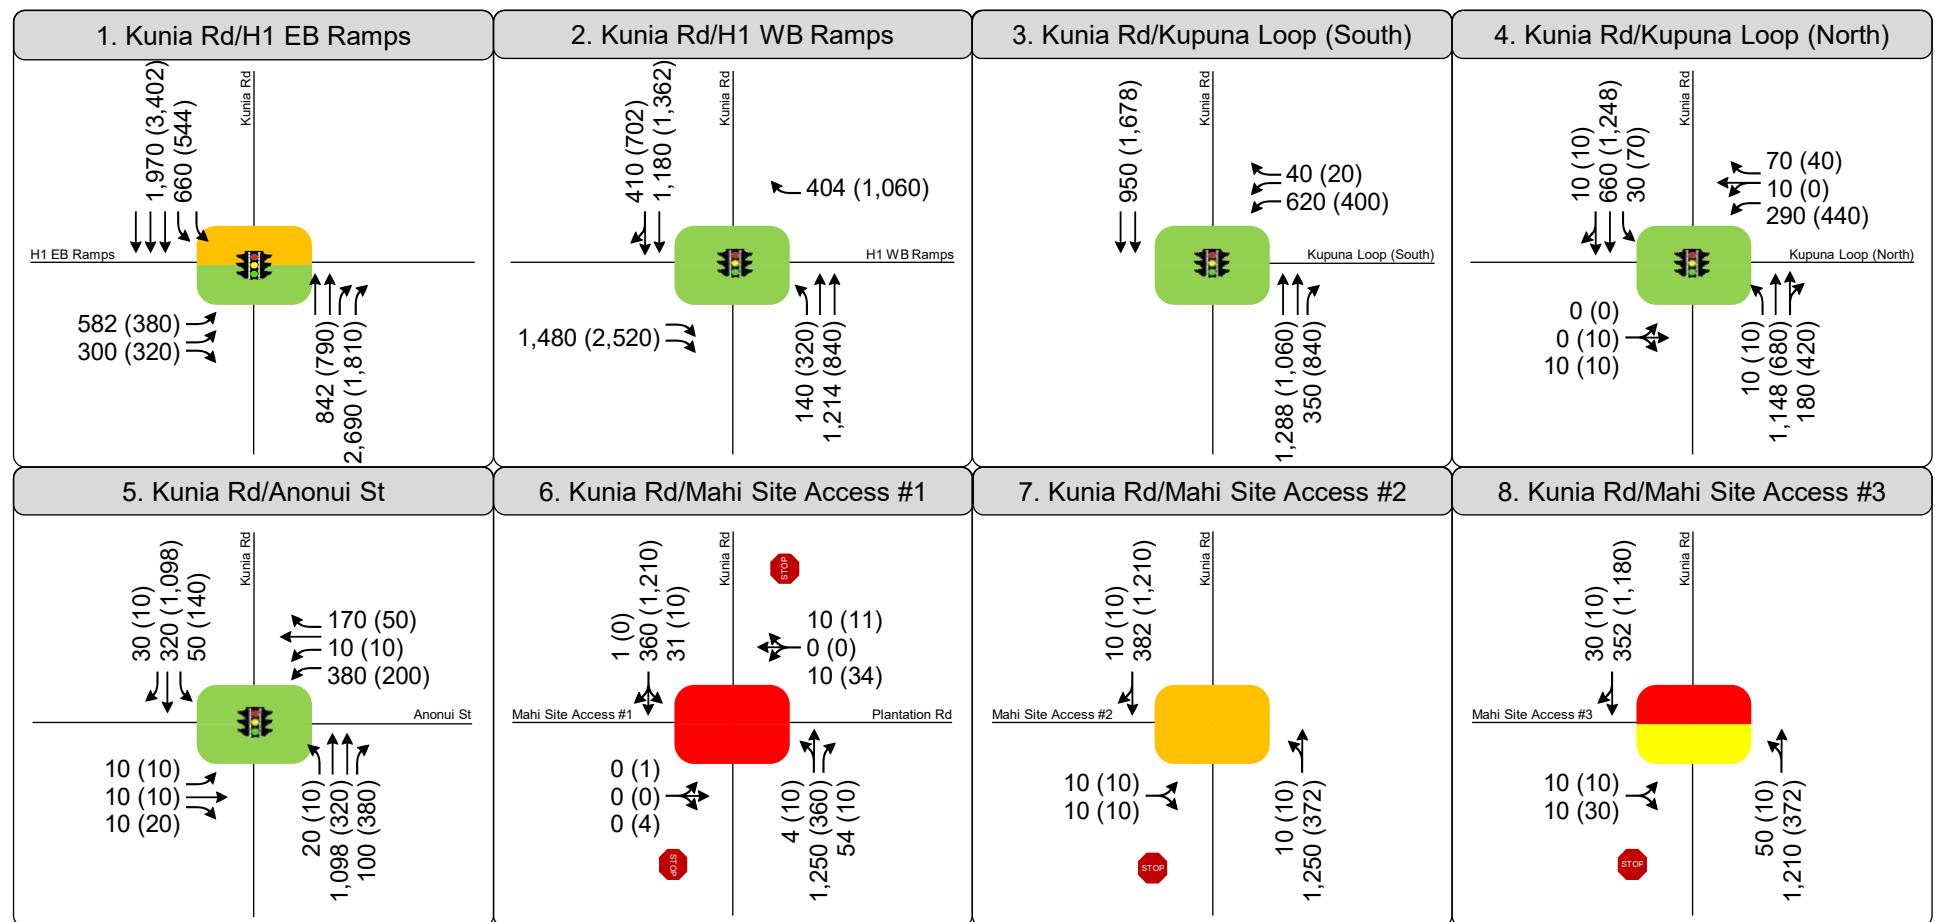 1. Kunia Rd/H1 EB Ramps
1,970 (3,402)
660 (544)
Kunia Rd
H1 EB Ramps
582 (380)
300 (320)
842 (790)
2,690 (1,810)
2. Kunia Rd/H1 WB Ramps
410 (702)
1,180 (1,362)
Kunia Rd
404 (1,060)
H1 WB Ramps
1,480 (2,520)
140 (320)
1,214 (840)
3. Kunia Rd/Kupuna Loop (South)
950 (1,678)
Kunia Rd
40 (20)
620 (400)
Kupuna Loop (South)
1,288 (1,060)
350 (840)
4. Kunia Rd/Kupuna Loop (North)
10 (10)
660 (1,248)
30 (70)
Kunia Rd
70 (40)
10 (0)
290 (440)
Kupuna Loop (North)
0 (0)
0 (10)
10 (10)
10 (10)
1,148 (680)
180 (420)
5. Kunia Rd/Anonui St
30 (10)
320 (1,098)
50 (140)
Kunia Rd
170 (50)
10 (10)
380 (200)
Anonui St
10 (10)
10 (10)
10 (20)
20 (10)
1,098 (320)
100 (380)
6. Kunia Rd/Mahi Site Access #1
1 (0)
360 (1,210)
31 (10)
Kunia Rd
STOP
10 (11)
0 (0)
10 (34)
Mahi Site Access #1
Plantation Rd
0 (1)
0 (0)
0 (4)
STOP
4 (10)
1,250 (360)
54 (10)
7. Kunia Rd/Mahi Site Access #2
10 (10)
382 (1,210)
Kunia Rd
Mahi Site Access #2
10 (10)
10 (10)
STOP
10 (10)
1,250 (372)
8. Kunia Rd/Mahi Site Access #3
30 (10)
352 (1,180)
Kunia Rd
Mahi Site Access #3
10 (10)
10 (30)
STOP
50 (10)
1,210 (372)